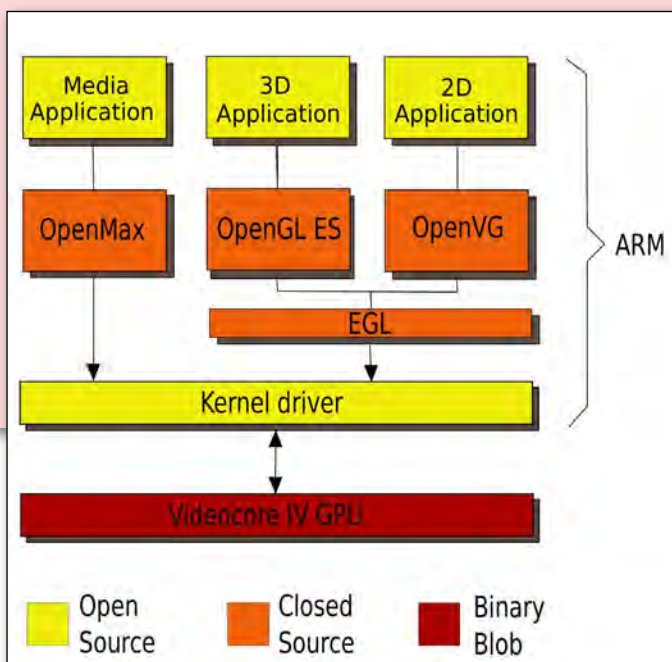 Media
Application
3D
Application
2D
Application
OpenMax
OpenGL ES
OpenVG
ARM
EGL
Kernel driver
Videocore IV GPU
Open
Source
Closed
Source
Binary
Blob